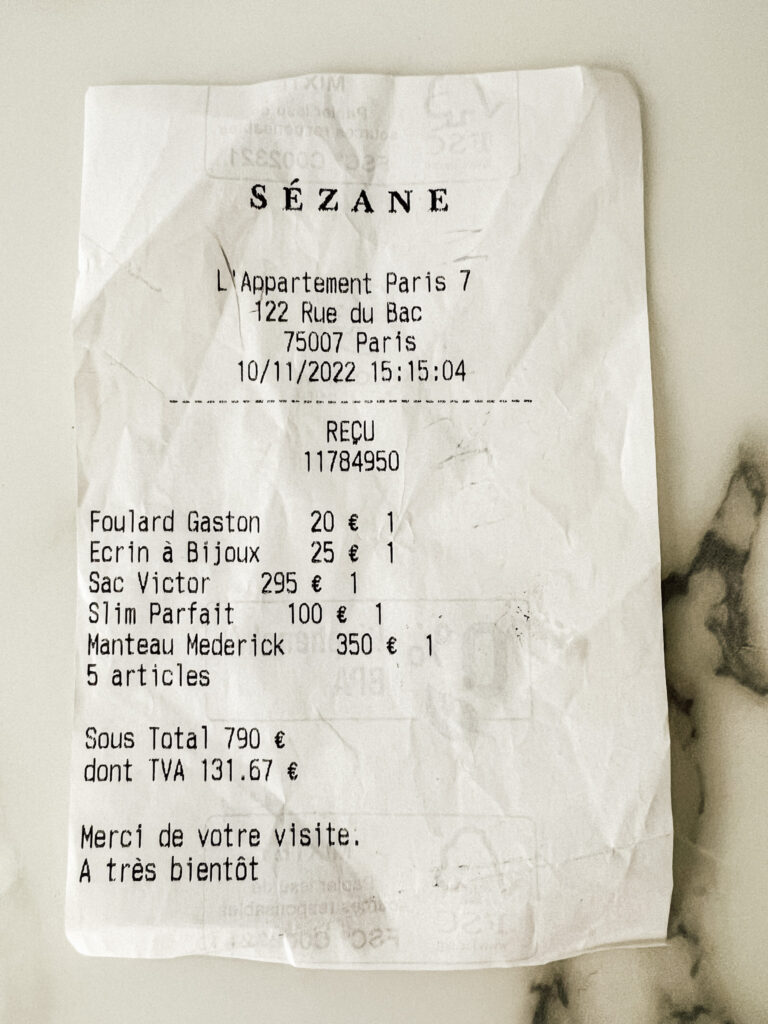 SÉZANE
L'Appartement Paris 7
122 Rue du Bac
75007 Paris
10/11/2022 15:15:04
REÇU
11784950
Foulard Gaston 20 € 1
Ecrin à Bijoux 25 € 1
Sac Victor 295 € 1
Slim Parfait 100 € 1
Manteau Mederick 350 € 1
5 articles
Sous Total 790 €
dont TVA 131.67 €
Merci de votre visite.
A très bientôt